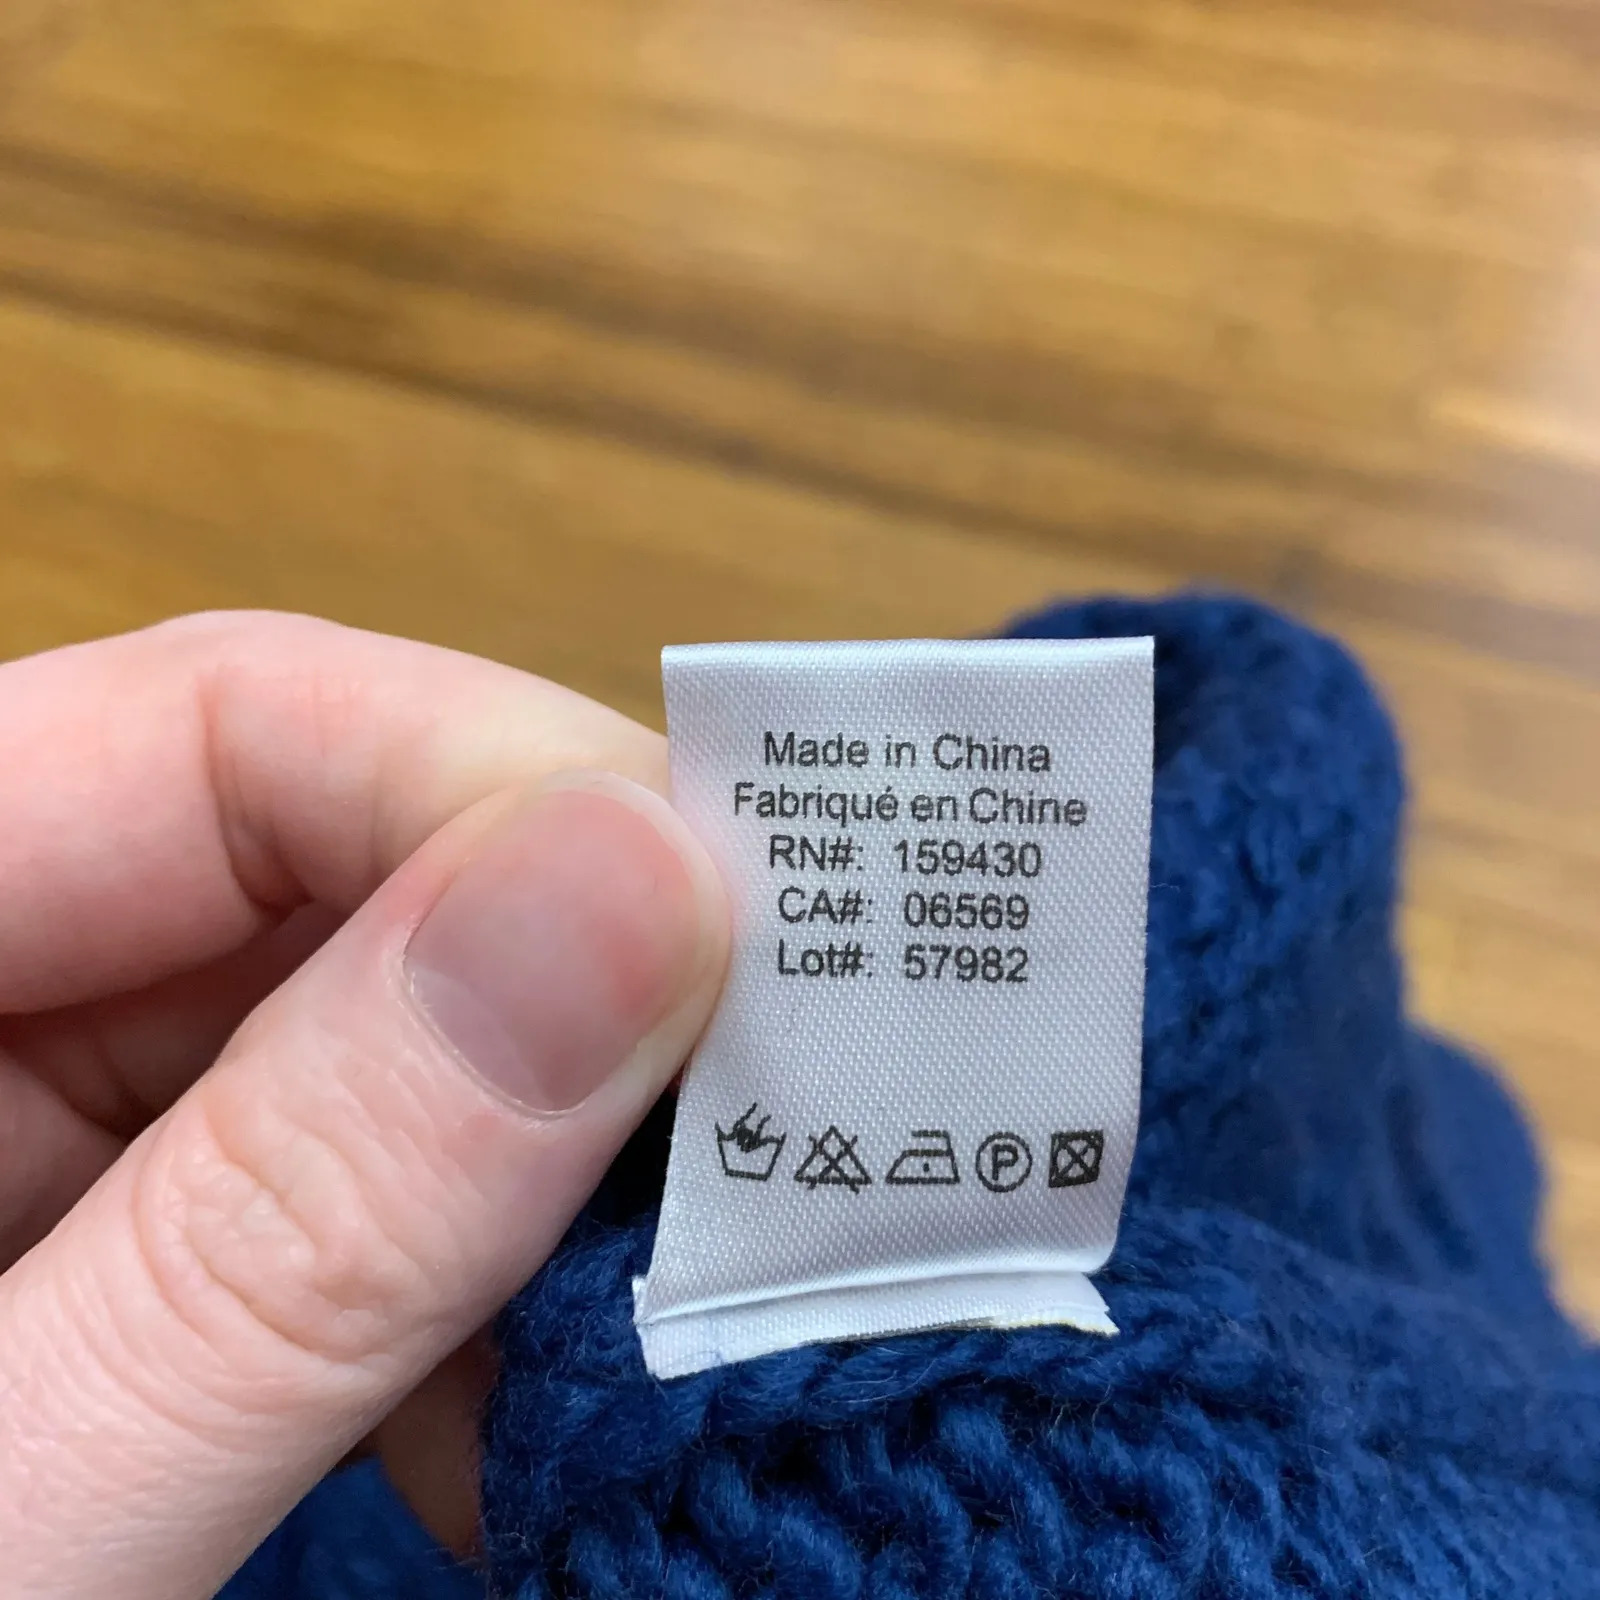 Made in China
Fabriqué en Chine
RN#: 159430
CA#: 06569
Lot#: 57982
P